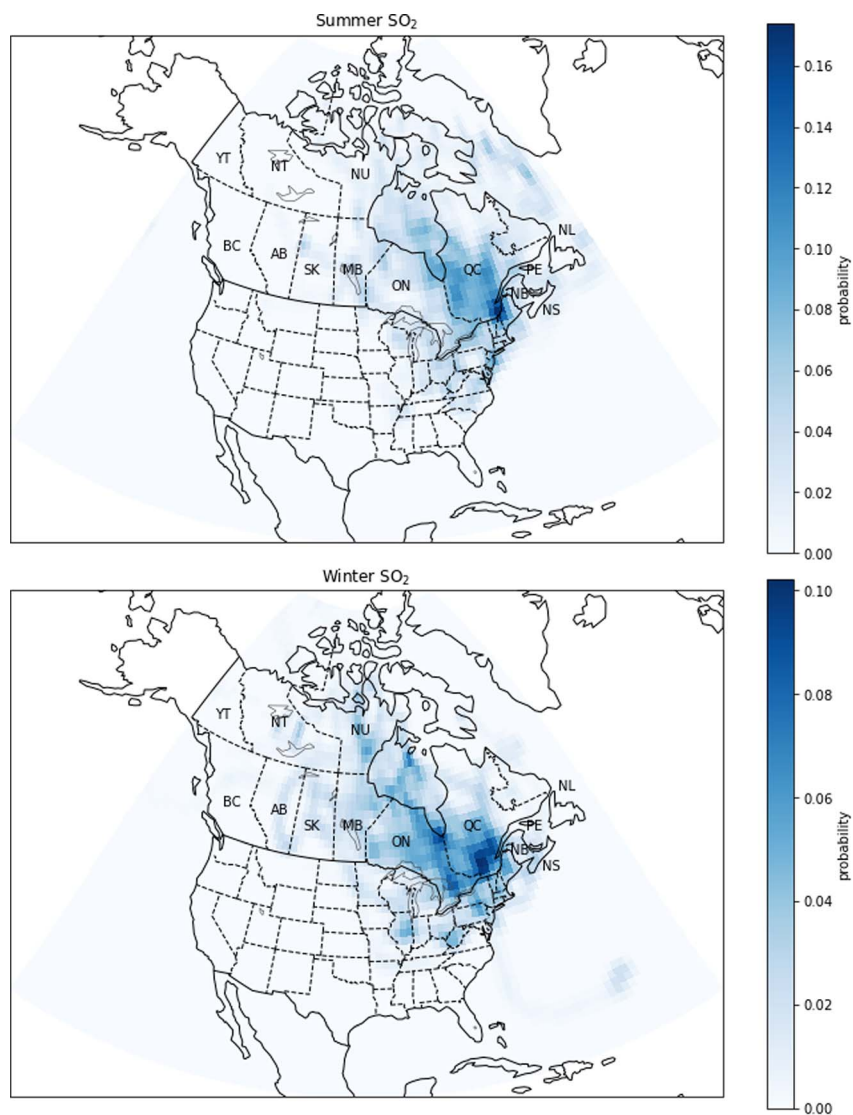 Summer SO₂
YT
NT
NU
BC
AB
SK
MB
ON
QC
NL
PE
NB
NS
0.16
0.14
0.12
0.10
0.08
0.06
0.04
0.02
0.00
probability
Winter SO₂
YT
NT
NU
BC
AB
SK
MB
ON
QC
NL
PE
NB
NS
0.10
0.08
0.06
0.04
0.02
0.00
probability